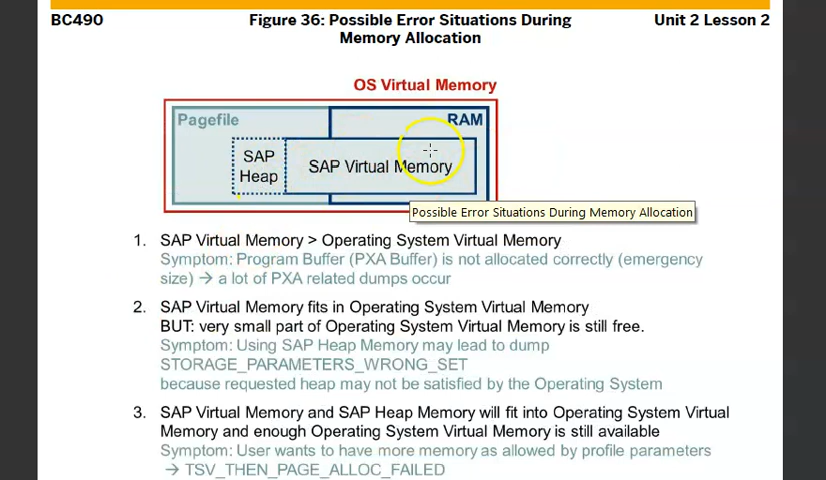 BC490
Figure 36: Possible Error Situations During
Memory Allocation
Unit 2 Lesson 2
OS Virtual Memory
Pagefile
RAM
SAP
Heap
SAP Virtual Memory
Possible Error Situations During Memory Allocation
1. SAP Virtual Memory > Operating System Virtual Memory
Symptom: Program Buffer (PXA Buffer) is not allocated correctly (emergency
size) → a lot of PXA related dumps occur
2. SAP Virtual Memory fits in Operating System Virtual Memory
BUT: very small part of Operating System Virtual Memory is still free.
Symptom: Using SAP Heap Memory may lead to dump
STORAGE_PARAMETERS_WRONG_SET
because requested heap may not be satisfied by the Operating System
3. SAP Virtual Memory and SAP Heap Memory will fit into Operating System Virtual
Memory and enough Operating System Virtual Memory is still available
Symptom: User wants to have more memory as allowed by profile parameters
→ TSV_THEN_PAGE_ALLOC_FAILED